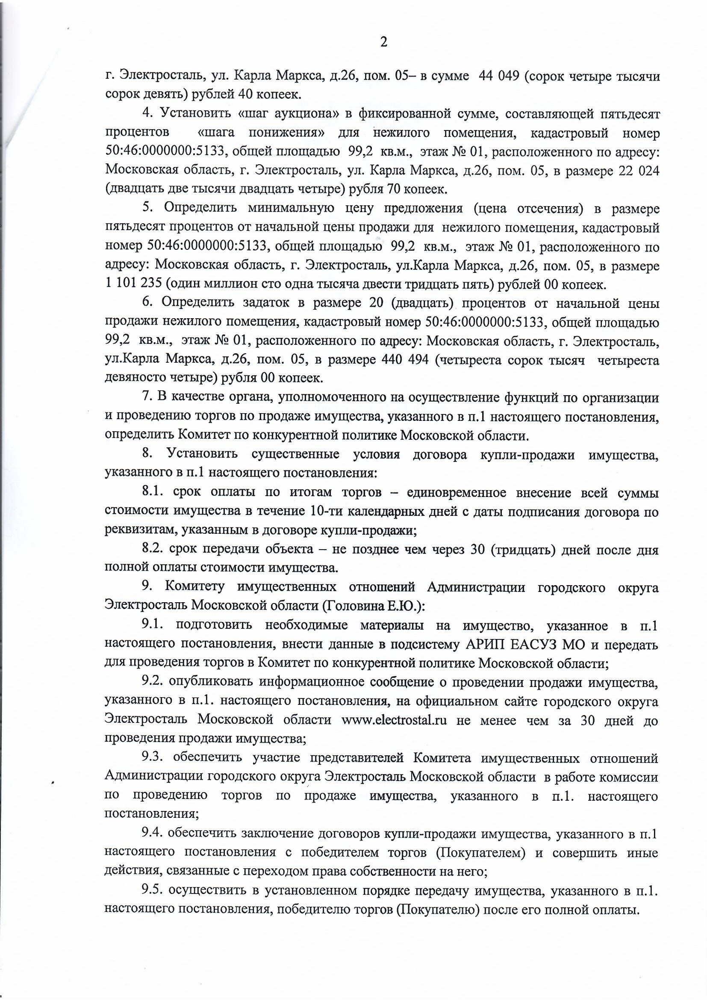 2
г. Электросталь, ул. Карла Маркса, д.26, пом. 05– в сумме 44 049 (сорок четыре тысячи
сорок девять) рублей 40 копеек.
4. Установить «шаг аукциона» в фиксированной сумме, составляющей пятьдесят
процентов «шага понижения» для нежилого помещения, кадастровый номер
50:46:0000000:5133, общей площадью 99,2 кв.м., этаж № 01, расположенного по адресу:
Московская область, г. Электросталь, ул. Карла Маркса, д.26, пом. 05, в размере 22 024
(двадцать две тысячи двадцать четыре) рубля 70 копеек.
5. Определить минимальную цену предложения (цена отсечения) в размере
пятьдесят процентов от начальной цены продажи для нежилого помещения, кадастровый
номер 50:46:0000000:5133, общей площадью 99,2 кв.м., этаж № 01, расположенного по
адресу: Московская область, г. Электросталь, ул.Карла Маркса, д.26, пом. 05, в размере
1 101 235 (один миллион сто одна тысяча двести тридцать пять) рублей 00 копеек.
6. Определить задаток в размере 20 (двадцать) процентов от начальной цены
продажи нежилого помещения, кадастровый номер 50:46:0000000:5133, общей площадью
99,2 кв.м., этаж № 01, расположенного по адресу: Московская область, г. Электросталь,
ул.Карла Маркса, д.26, пом. 05, в размере 440 494 (четыреста сорок тысяч четыреста
девяносто четыре) рубля 00 копеек.
7. В качестве органа, уполномоченного на осуществление функций по организации
и проведению торгов по продаже имущества, указанного в п.1 настоящего постановления,
определить Комитет по конкурентной политике Московской области.
8. Установить существенные условия договора купли-продажи имущества,
указанного в п.1 настоящего постановления:
8.1. срок оплаты по итогам торгов – единовременное внесение всей суммы
стоимости имущества в течение 10-ти календарных дней с даты подписания договора по
реквизитам, указанным в договоре купли-продажи;
8.2. срок передачи объекта – не позднее чем через 30 (тридцать) дней после дня
полной оплаты стоимости имущества.
9. Комитету имущественных отношений Администрации городского округа
Электросталь Московской области (Головина Е.Ю.):
9.1. подготовить необходимые материалы на имущество, указанное в п.1
настоящего постановления, внести данные в подсистему АРИП ЕАСУЗ МО и передать
для проведения торгов в Комитет по конкурентной политике Московской области;
9.2. опубликовать информационное сообщение о проведении продажи имущества,
указанного в п.1. настоящего постановления, на официальном сайте городского округа
Электросталь Московской области www.electrostal.ru не менее чем за 30 дней до
проведения продажи имущества;
9.3. обеспечить участие представителей Комитета имущественных отношений
Администрации городского округа Электросталь Московской области в работе комиссии
по проведению торгов по продаже имущества, указанного в п.1. настоящего
постановления;
9.4. обеспечить заключение договоров купли-продажи имущества, указанного в п.1
настоящего постановления с победителем торгов (Покупателем) и совершить иные
действия, связанные с переходом права собственности на него;
9.5. осуществить в установленном порядке передачу имущества, указанного в п.1.
настоящего постановления, победителю торгов (Покупателю) после его полной оплаты.